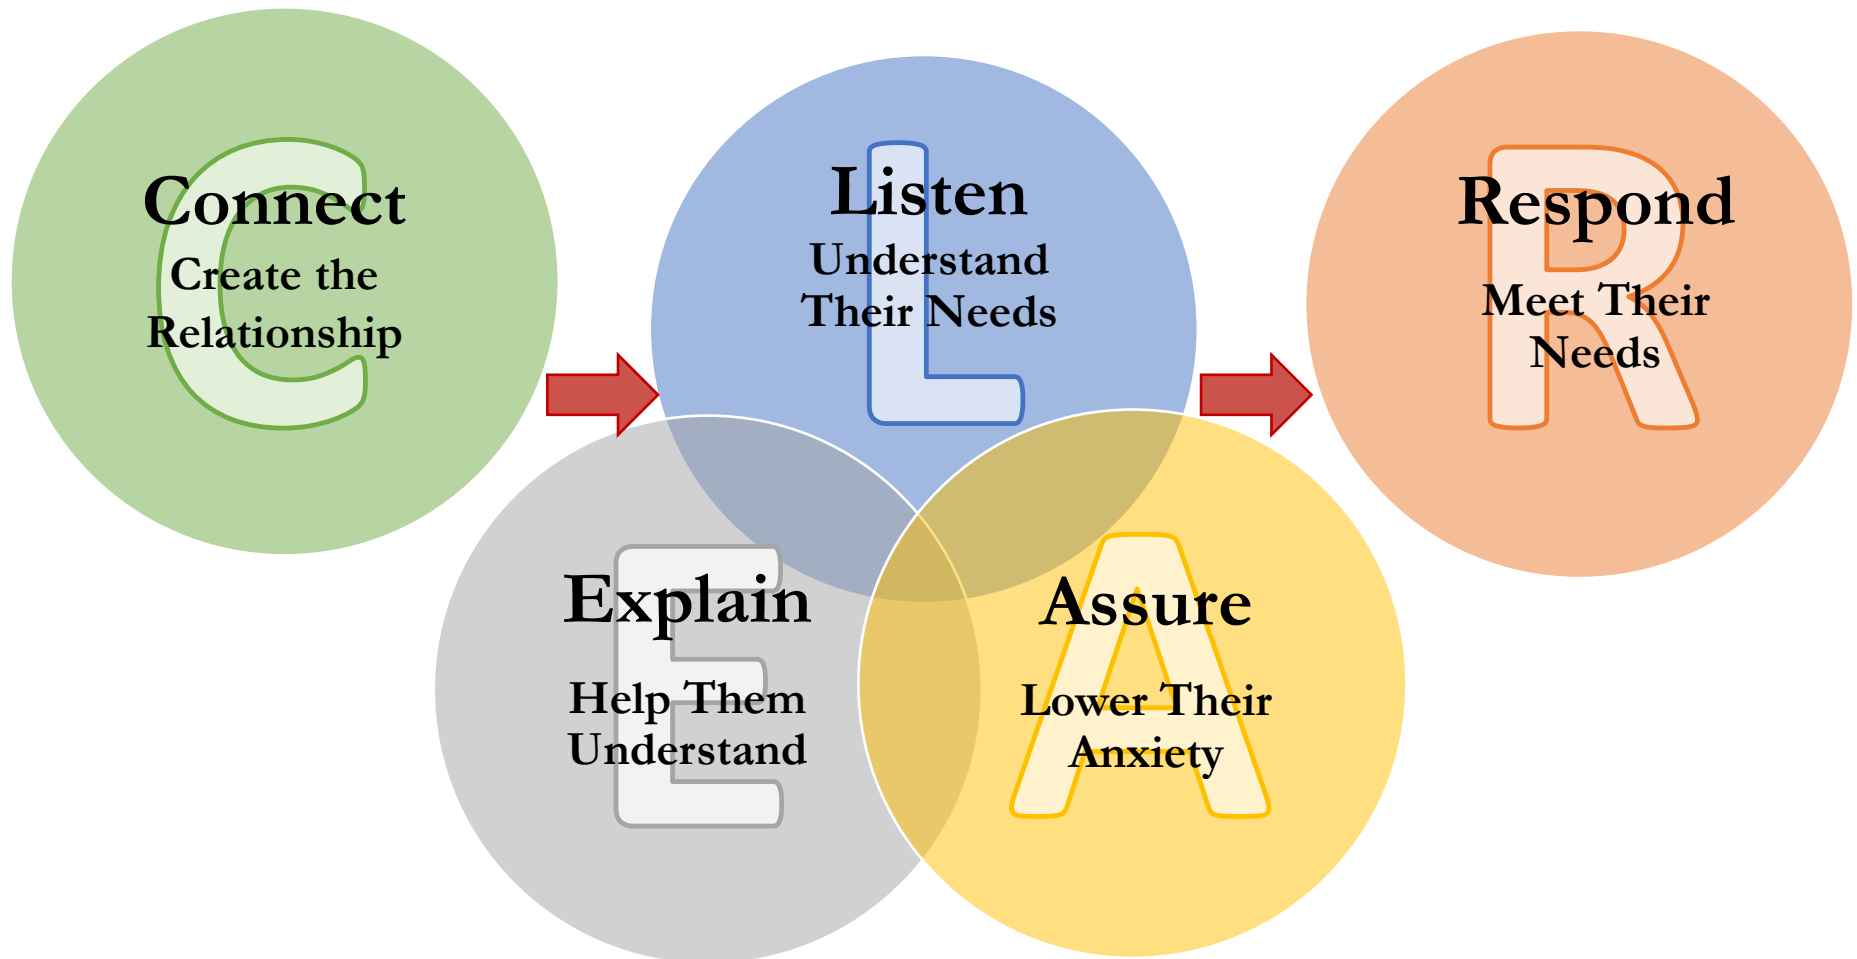 C
Connect
Create the
Relationship
L
Listen
Understand
Their Needs
E
Explain
Help Them
Understand
A
Assure
Lower Their
Anxiety
R
Respond
Meet Their
Needs